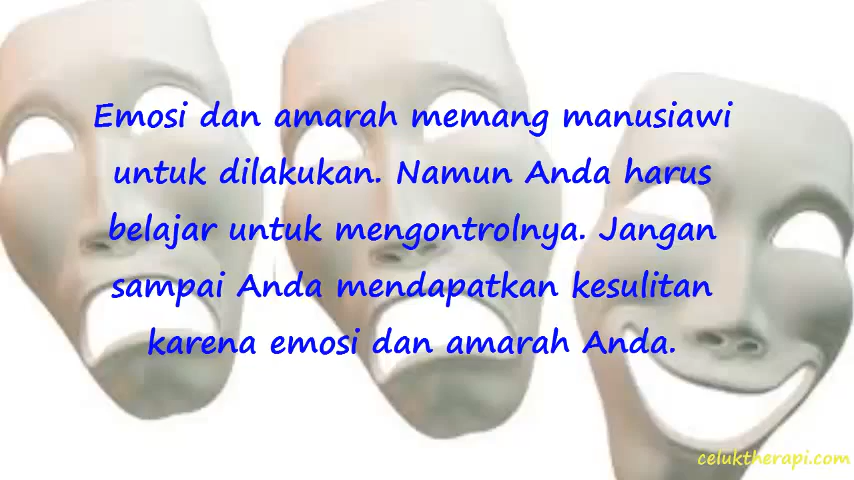 Emosi dan amarah memang manusiawi
untuk dilakukan. Namun Anda harus
belajar untuk mengontrolnya. Jangan
sampai Anda mendapatkan kesulitan
karena emosi dan amarah Anda.
celuktherapi.com